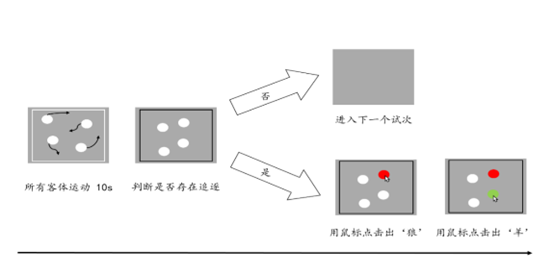 否
进入下一个试次
所有客体运动 10s
判断是否存在追逐
是
用鼠标点击出‘狼’
用鼠标点击出‘羊’